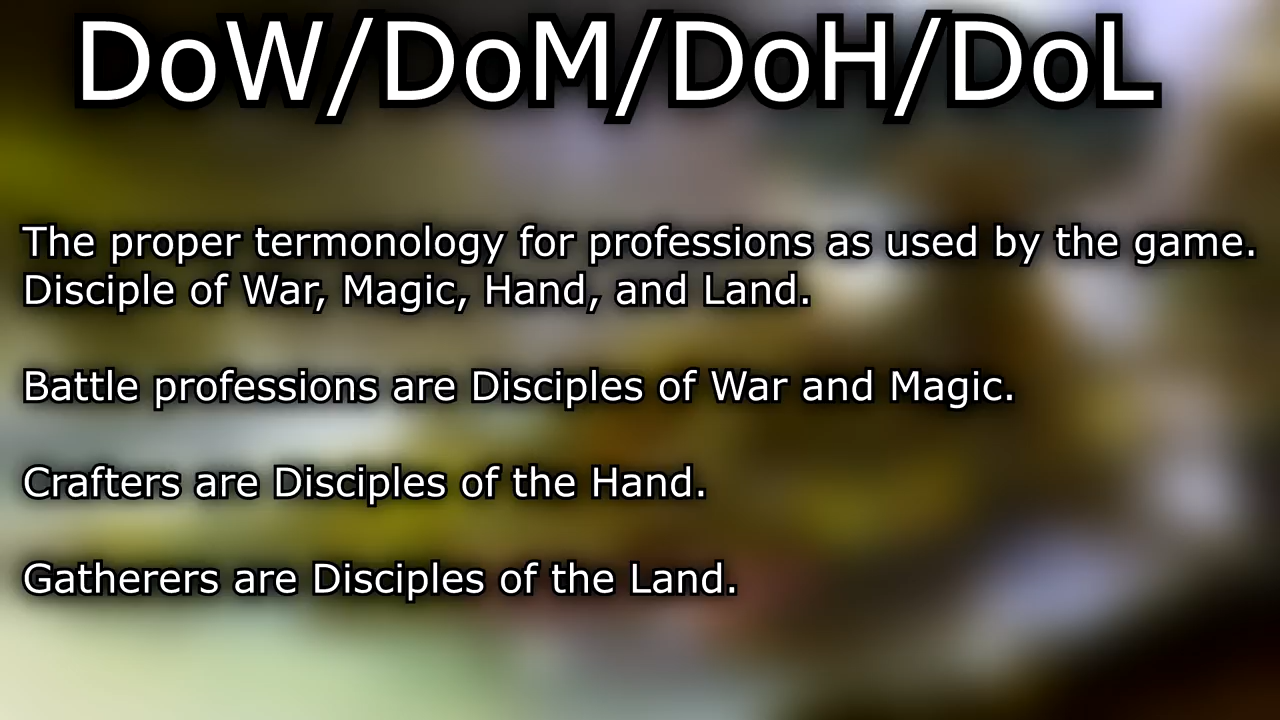 DoW/DoM/DoH/DoL
The proper termonology for professions as used by the game.
Disciple of War, Magic, Hand, and Land.
Battle professions are Disciples of War and Magic.
Crafters are Disciples of the Hand.
Gatherers are Disciples of the Land.